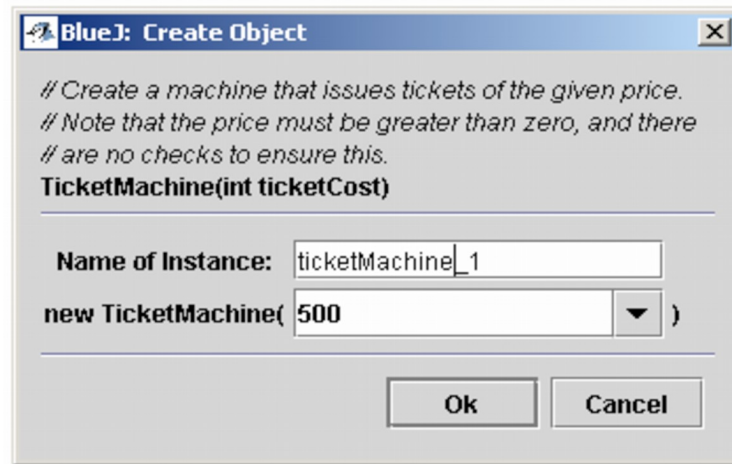 BlueJ: Create Object
// Create a machine that issues tickets of the given price.
// Note that the price must be greater than zero, and there
// are no checks to ensure this.
TicketMachine(int ticketCost)
Name of Instance: ticketMachine_1
new TicketMachine( 500 )
Ok Cancel